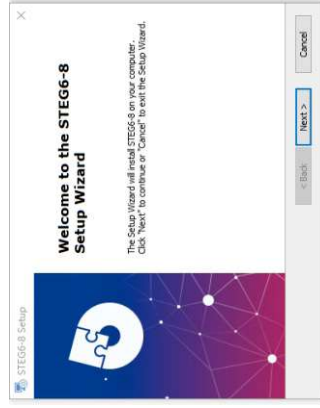 STEG6-8 Setup
Welcome to the STEG6-8
Setup Wizard
The Setup Wizard will install STEG6-8 on your computer.
Click "Next" to continue or "Cancel" to exit the Setup Wizard.
< Back
Next >
Cancel